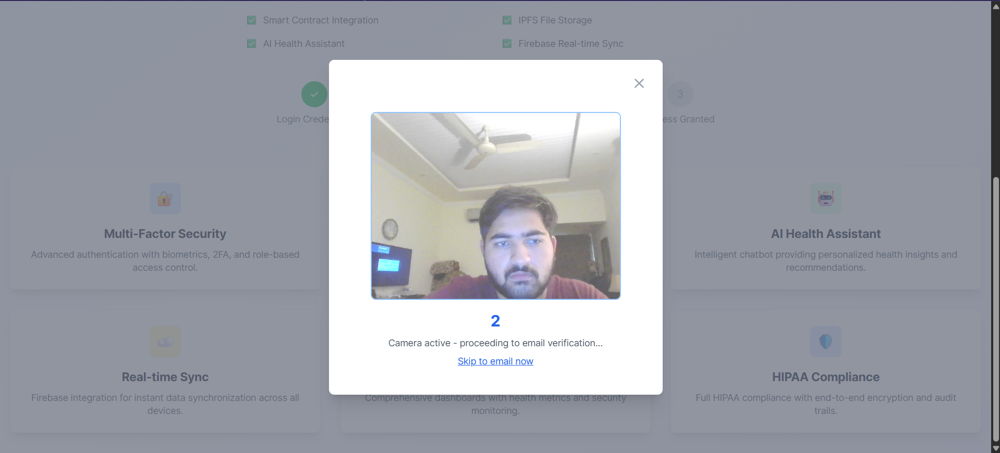 Smart Contract Integration
IPFS File Storage
AI Health Assistant
Firebase Real-time Sync
Login Crede
3
ess Granted
2
Camera active - proceeding to email verification...
Skip to email now
Multi-Factor Security
Advanced authentication with biometrics, 2FA, and role-based
access control.
AI Health Assistant
Intelligent chatbot providing personalized health insights and
recommendations.
Real-time Sync
Firebase integration for instant data synchronization across all
devices.
Comprehensive dashboards with health metrics and security
monitoring.
HIPAA Compliance
Full HIPAA compliance with end-to-end encryption and audit
trails.